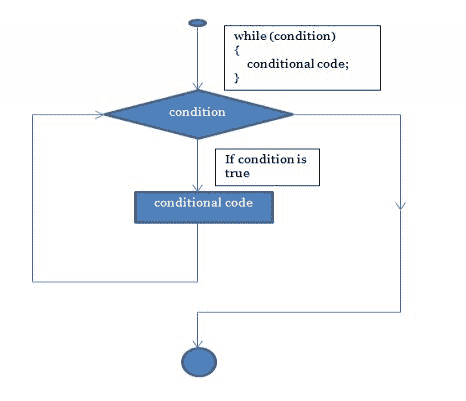 while (condition)
{
conditional code;
}
condition
If condition is
true
conditional code